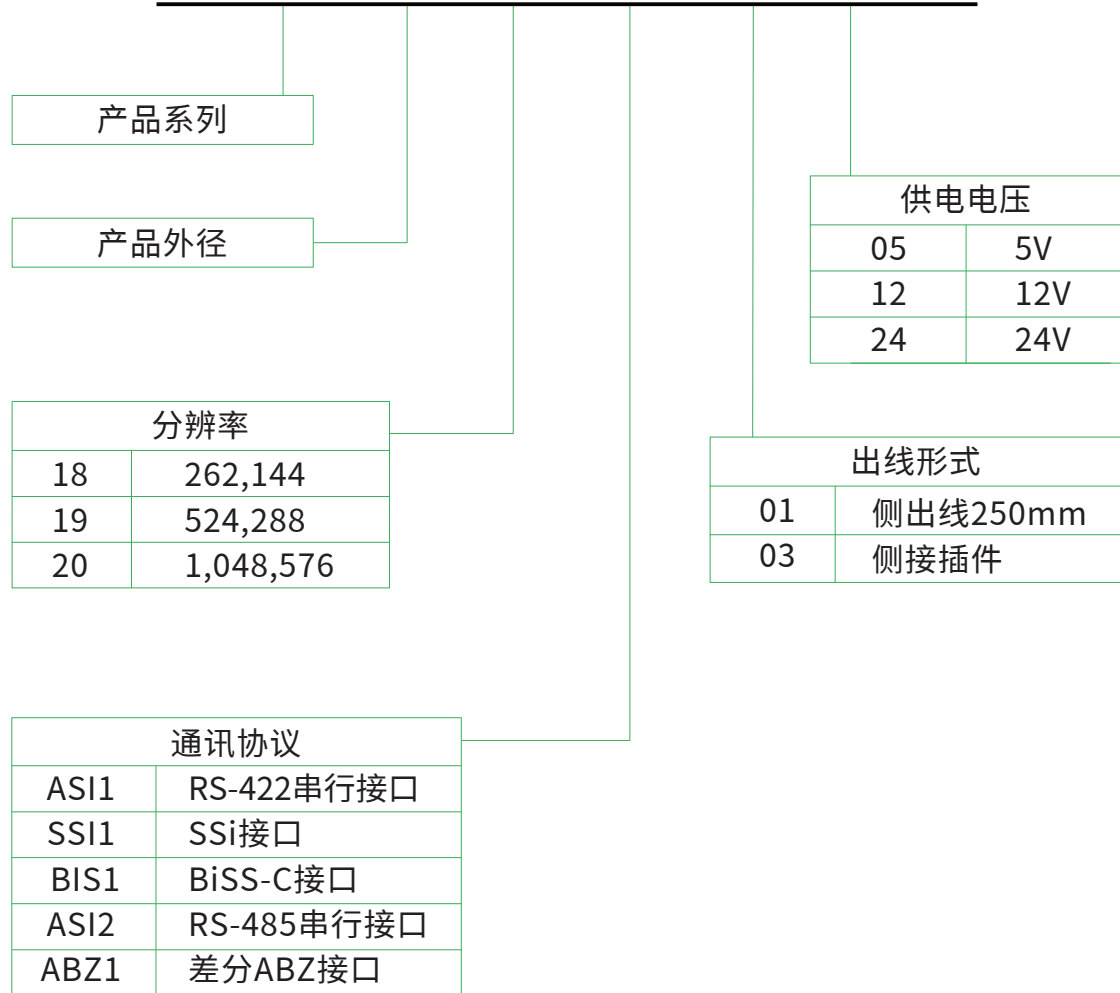 产品系列
产品外径
供电电压
05 5V
12 12V
24 24V
分辨率
18 262,144
19 524,288
20 1,048,576
出线形式
01 侧出线250mm
03 侧接插件
通讯协议
ASI1 RS-422串行接口
SSI1 SSi接口
BIS1 BiSS-C接口
ASI2 RS-485串行接口
ABZ1 差分ABZ接口